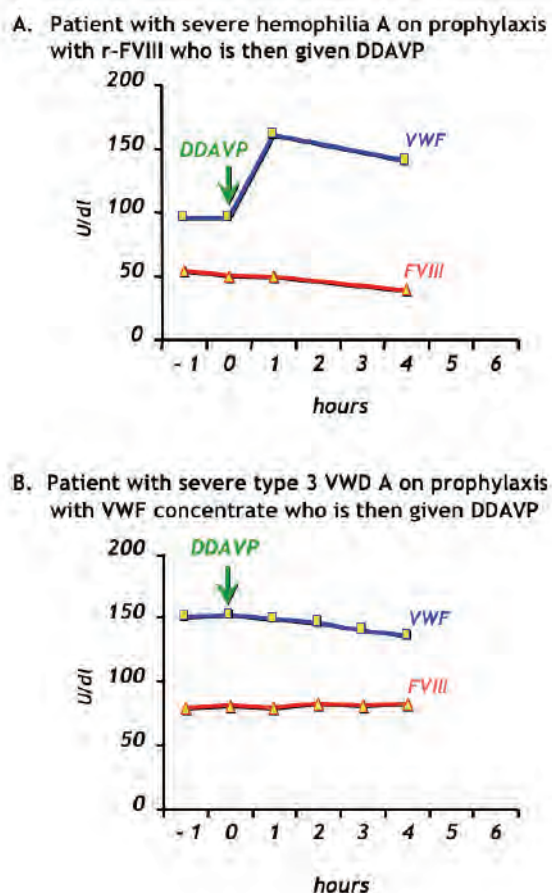 A. Patient with severe hemophilia A on prophylaxis
with r-FVIII who is then given DDAVP
200
150
100
50
0
U/dl
DDAVP
VWF
FVIII
- 1 0 1 2 3 4 5 6
hours
B. Patient with severe type 3 VWD A on prophylaxis
with VWF concentrate who is then given DDAVP
200
150
100
50
0
U/dl
DDAVP
VWF
FVIII
- 1 0 1 2 3 4 5 6
hours